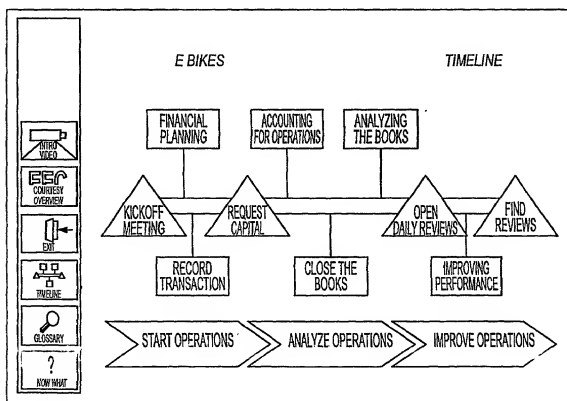 E BIKES
TIMELINE
FINANCIAL
PLANNING
ACCOUNTING
FOR OPERATIONS
ANALYZING
THE BOOKS
INTRO
VIDEO
COURTESY
OVERVIEW
EXIT
TIMELINE
GLOSSARY
?
NOW WHAT
KICKOFF
MEETING
REQUEST
CAPITAL
OPEN
DAILY REVIEWS
FIND
REVIEWS
RECORD
TRANSACTION
CLOSE THE
BOOKS
IMPROVING
PERFORMANCE
START OPERATIONS
ANALYZE OPERATIONS
IMPROVE OPERATIONS